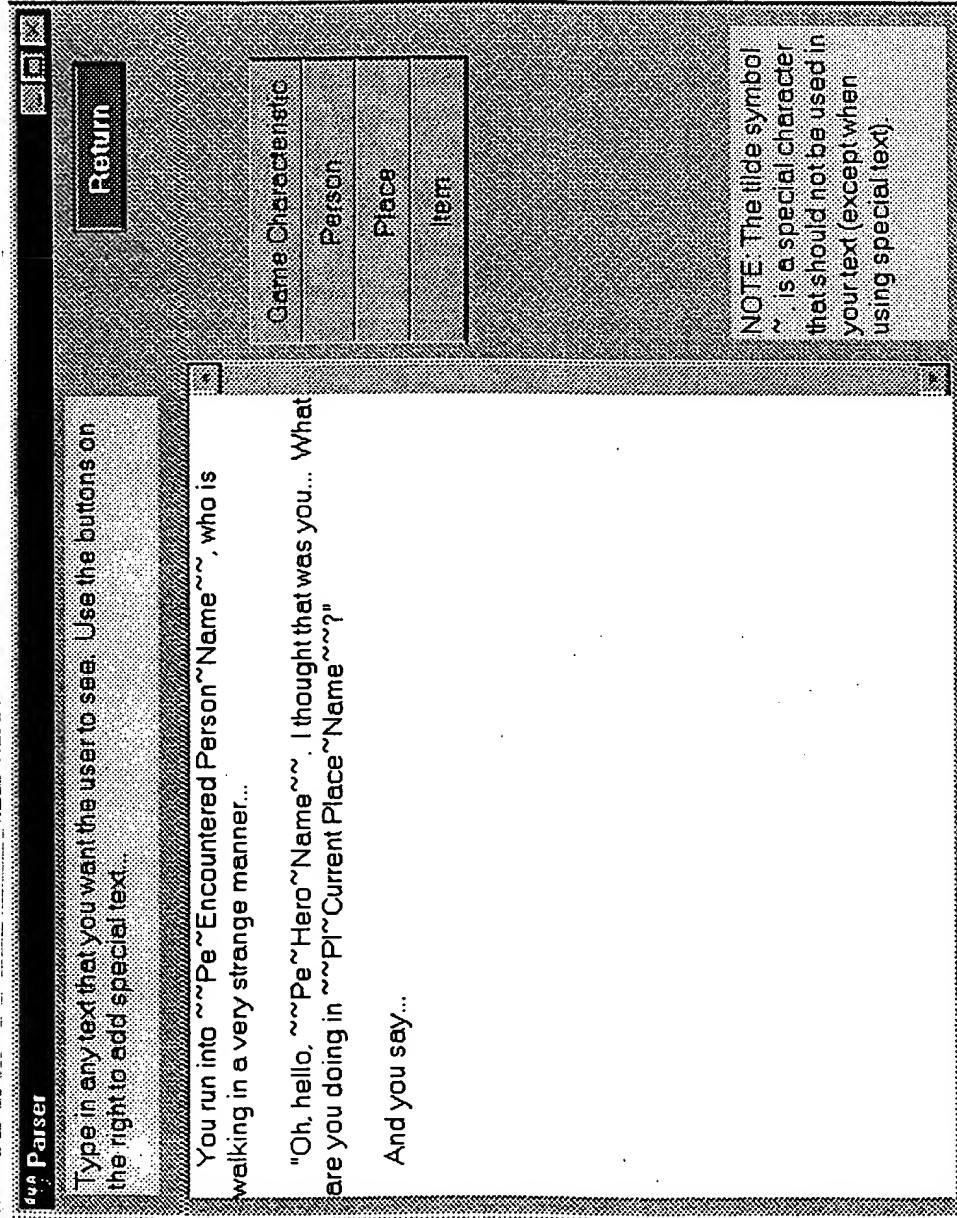 Parser
Type in any text that you want the user to see. Use the buttons on
the right to add special text...
Return
You run into ~~Pe~Encountered Person~Name~~, who is
walking in a very strange manner...
"Oh, hello, ~~Pe~Hero~Name~~. I thought that was you... What
are you doing in ~~Pl~Current Place~Name~~?"
And you say...
Game Characteristic
Person
Place
Item
NOTE: The tilde symbol
~ . is a special character
that should not be used in
your text (except when
using special text).